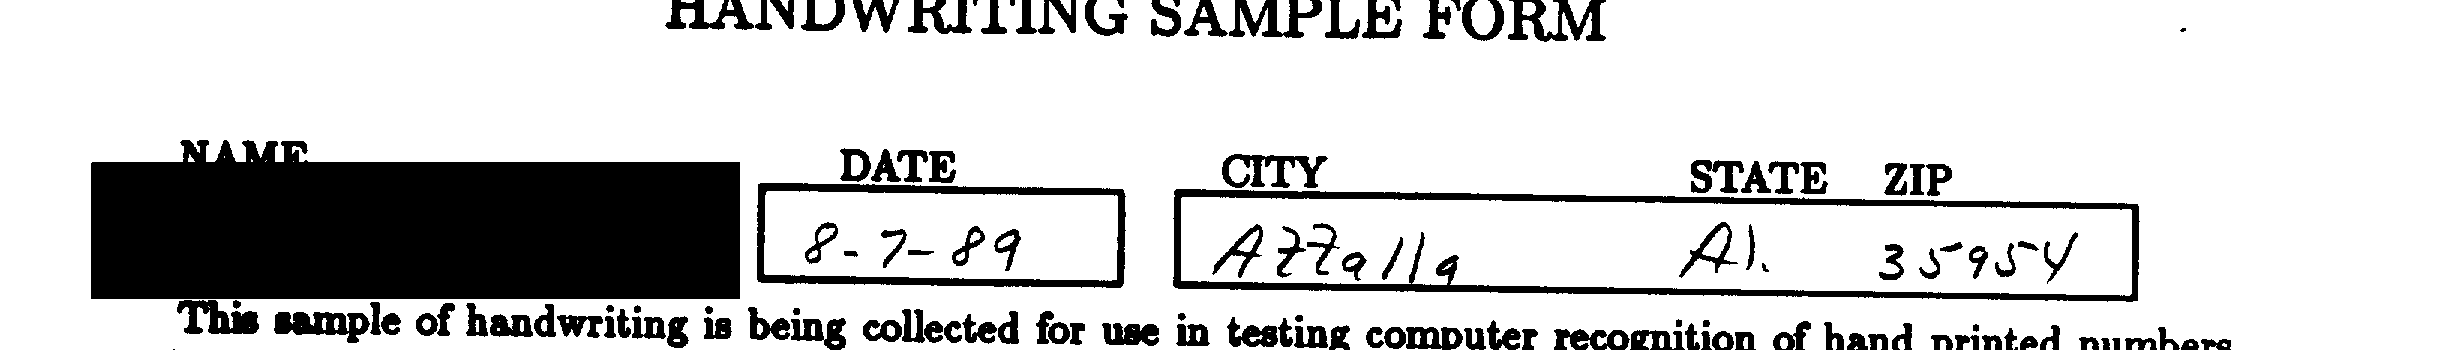 HANDWRITING SAMPLE FORM
NAME DATE CITY STATE ZIP
8-7-89 Attalla Al. 35954
This sample of handwriting is being collected for use in testing computer recognition of hand printed numbers